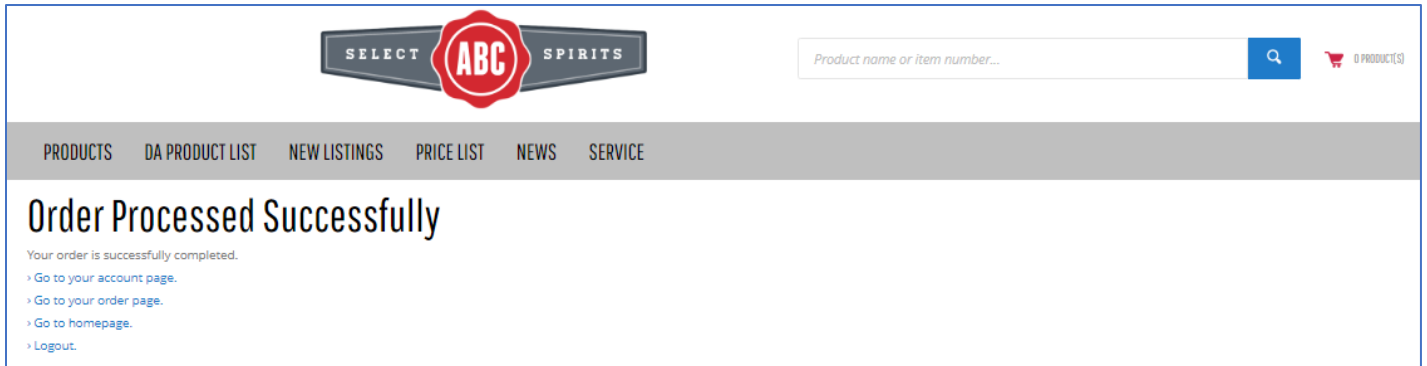 SELECT ABC SPIRITS
Product name or item number...
0 PRODUCT(S)
PRODUCTS DA PRODUCT LIST NEW LISTINGS PRICE LIST NEWS SERVICE
Order Processed Successfully
Your order is successfully completed.
› Go to your account page.
› Go to your order page.
› Go to homepage.
› Logout.